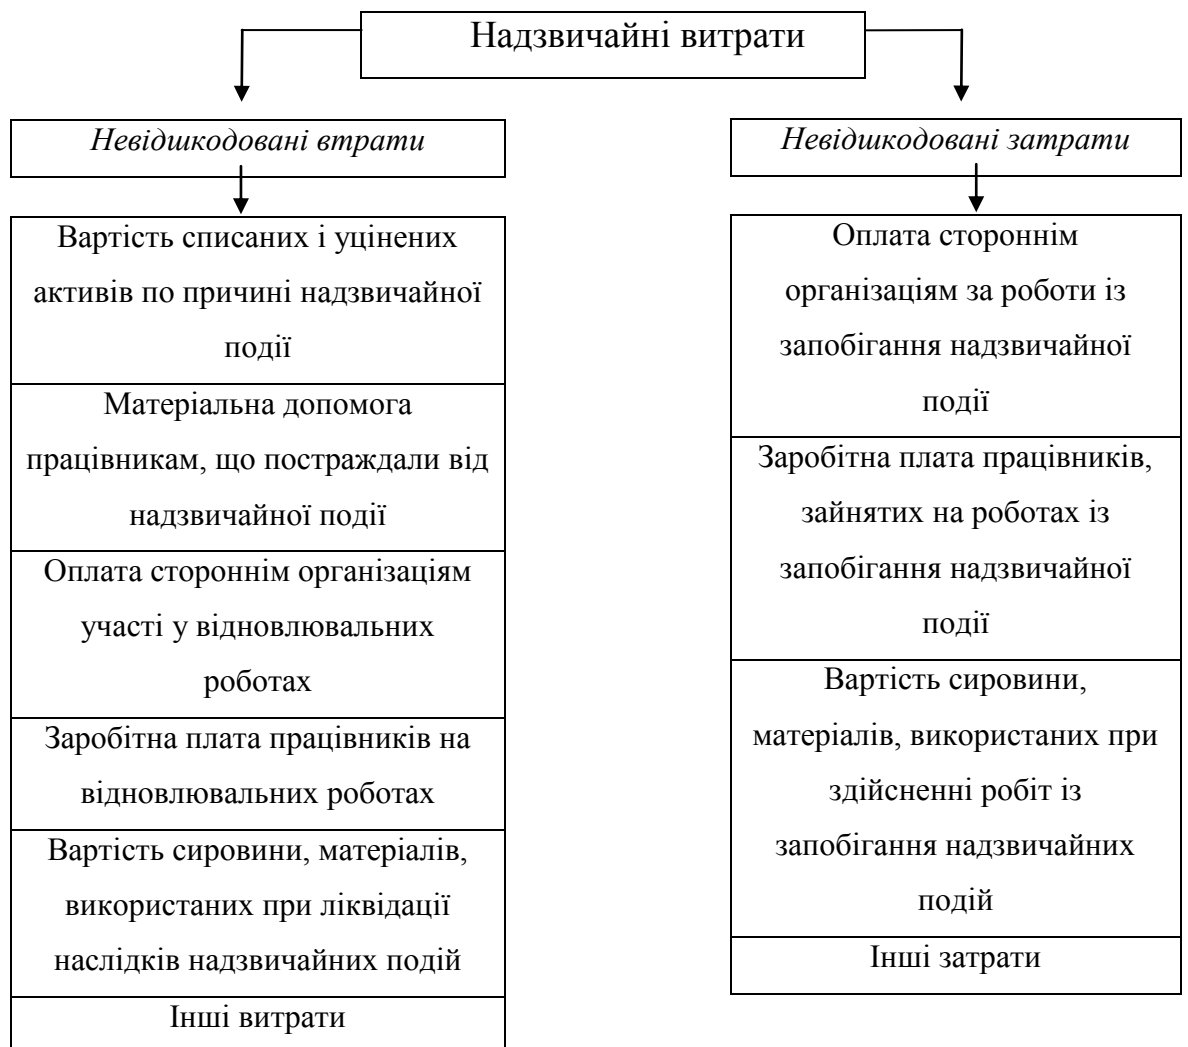 Надзвичайні витрати
Невідшкодовані втрати
Вартість списаних і уцінених
активів по причині надзвичайної
події
Матеріальна допомога
працівникам, що постраждали від
надзвичайної події
Оплата стороннім організаціям
участі у відновлювальних
роботах
Заробітна плата працівників на
відновлювальних роботах
Вартість сировини, матеріалів,
використаних при ліквідації
наслідків надзвичайних подій
Інші витрати
Невідшкодовані затрати
Оплата стороннім
організаціям за роботи із
запобігання надзвичайної
події
Заробітна плата працівників,
зайнятих на роботах із
запобігання надзвичайної
події
Вартість сировини,
матеріалів, використаних при
здійсненні робіт із
запобігання надзвичайних
подій
Інші затрати